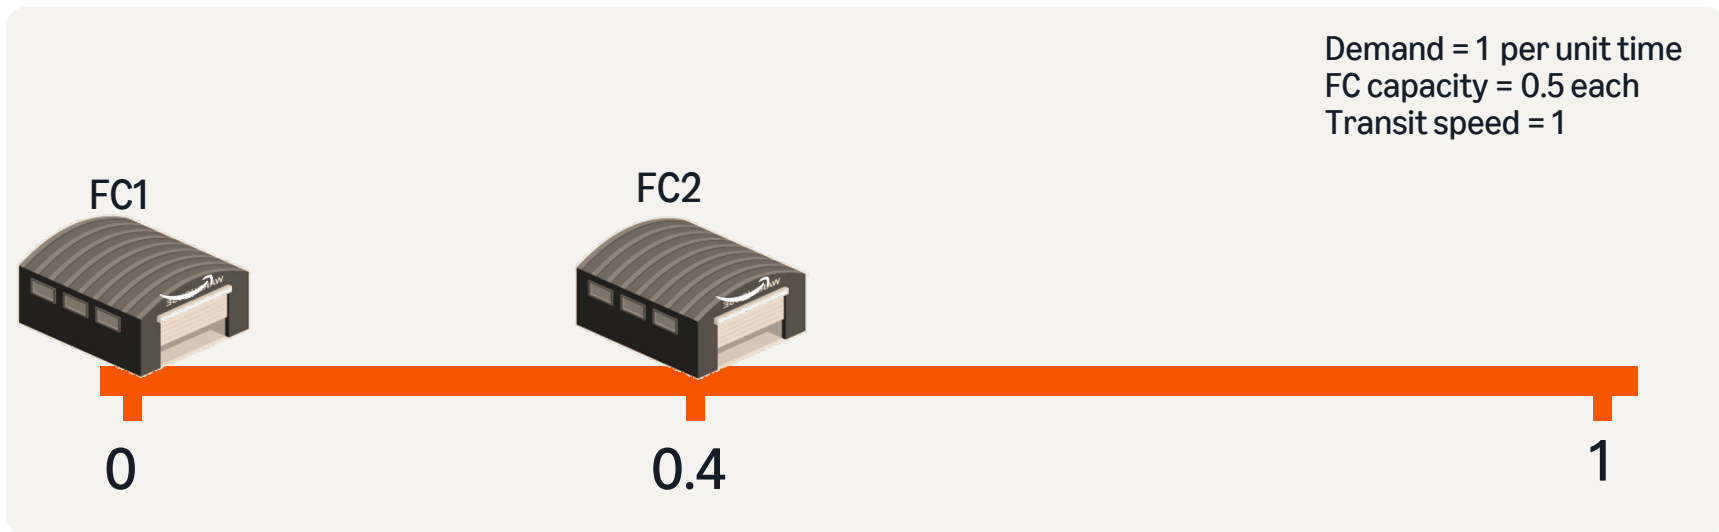 Demand = 1 per unit time
FC capacity = 0.5 each
Transit speed = 1
FC1
FC2
0
0.4
1